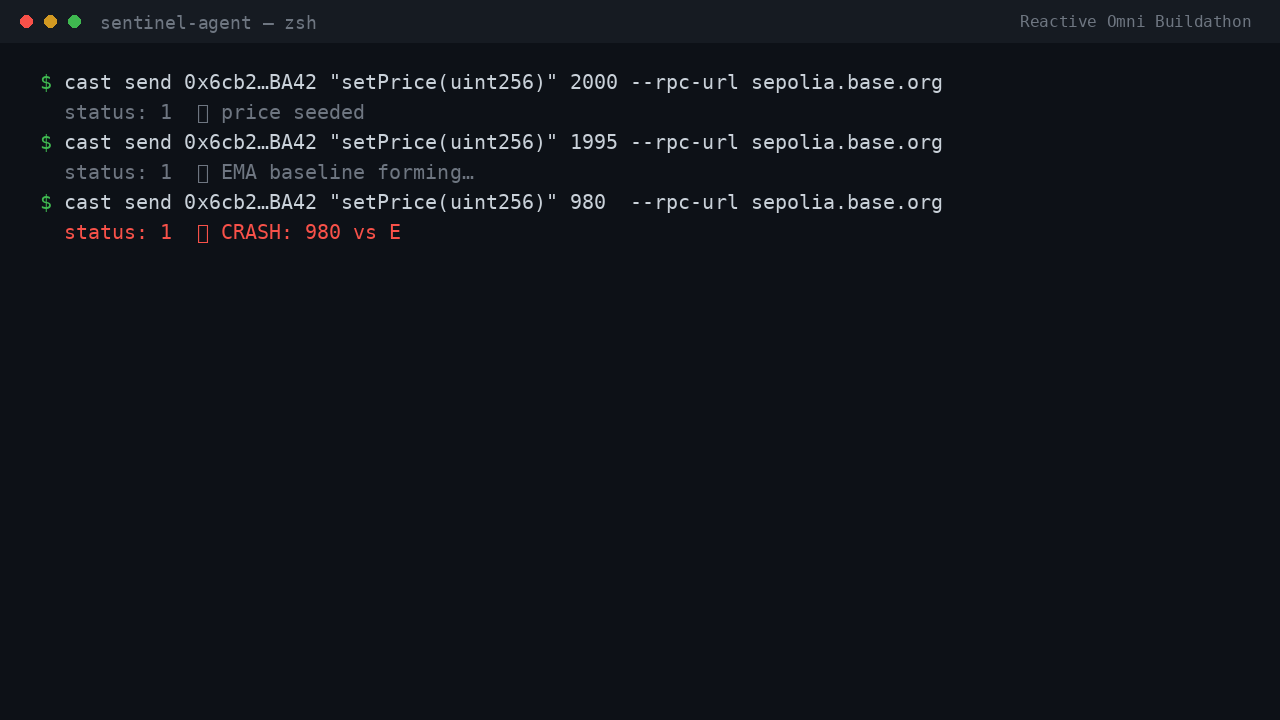 sentinel-agent — zsh
Reactive Omni Buildathon
$ cast send 0x6cb2…BA42 "setPrice(uint256)" 2000 --rpc-url sepolia.base.org
status: 1  ▯ price seeded
$ cast send 0x6cb2…BA42 "setPrice(uint256)" 1995 --rpc-url sepolia.base.org
status: 1  ▯ EMA baseline forming…
$ cast send 0x6cb2…BA42 "setPrice(uint256)" 980  --rpc-url sepolia.base.org
status: 1  ▯ CRASH: 980 vs E